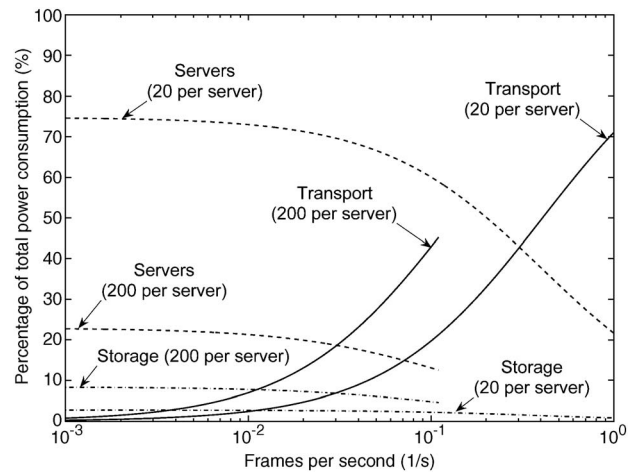 100
90
80
70
60
50
40
30
20
10
0
Percentage of total power consumption (%)
Servers
(20 per server)
Transport
(20 per server)
Transport
(200 per server)
Servers
(200 per server)
Storage (200 per server)
Storage
(20 per server)
10⁻³
10⁻²
10⁻¹
10⁰
Frames per second (1/s)